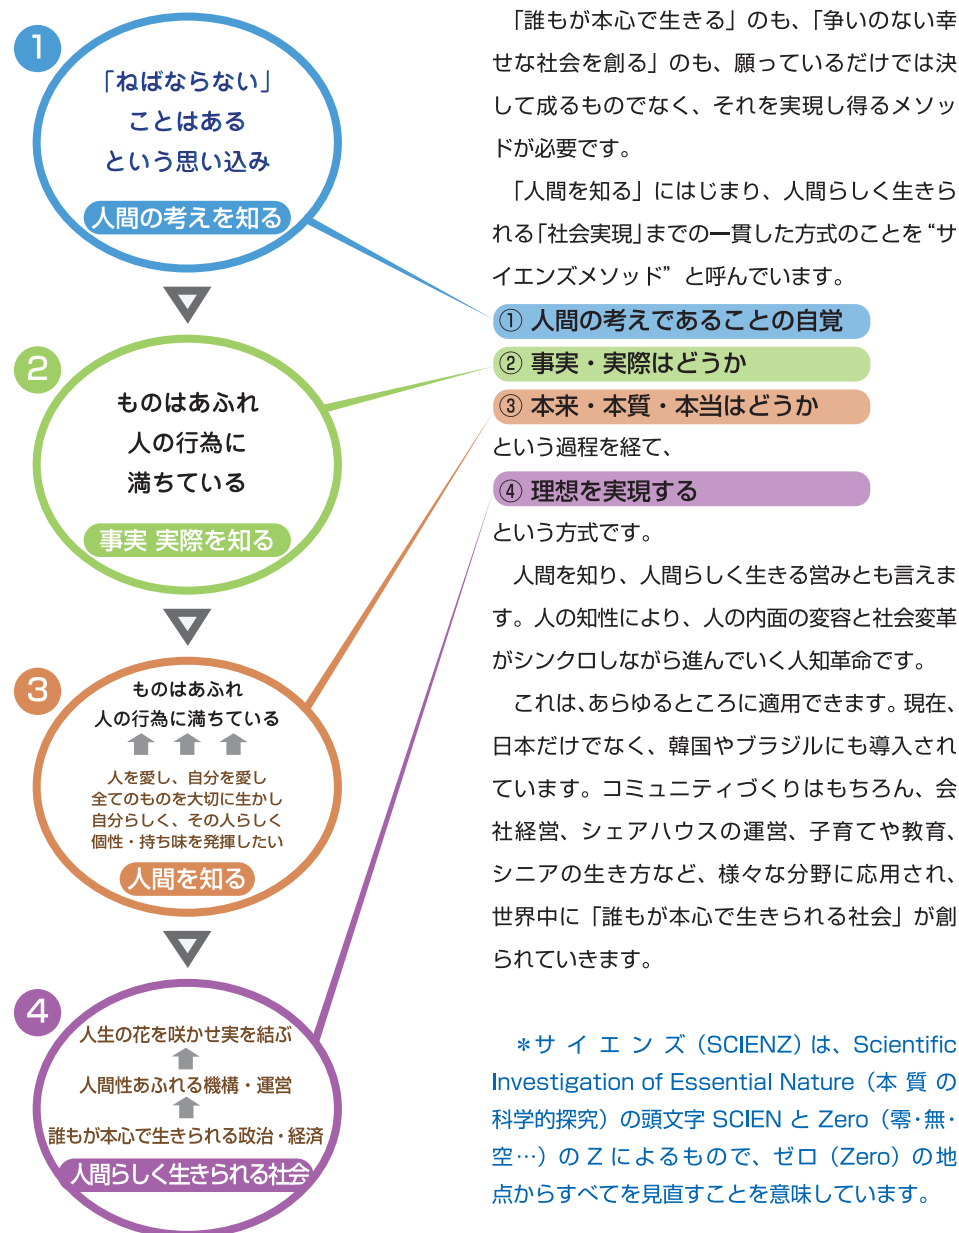 1
「ねばならない」
ことはある
という思い込み
人間の考えを知る
2
ものはあふれ
人の行為に
満ちている
事実 実際を知る
3
ものはあふれ
人の行為に満ちている
人を愛し、自分を愛し
全てのものを大切に生かし
自分らしく、その人らしく
個性・持ち味を発揮したい
人間を知る
4
人生の花を咲かせ実を結ぶ
人間性あふれる機構・運営
誰もが本心で生きられる政治・経済
人間らしく生きられる社会
「誰もが本心で生きる」のも、「争いのない幸
せな社会を創る」のも、願っているだけでは決
して成るものでなく、それを実現し得るメソッ
ドが必要です。
「人間を知る」にはじまり、人間らしく生きら
れる「社会実現」までの一貫した方式のことを“サ
イエンズメソッド”と呼んでいます。
① 人間の考えであることの自覚
② 事実・実際はどうか
③ 本来・本質・本当はどうか
という過程を経て、
④ 理想を実現する
という方式です。
人間を知り、人間らしく生きる営みとも言えま
す。人の知性により、人の内面の変容と社会変革
がシンクロしながら進んでいく人知革命です。
これは、あらゆるところに適用できます。現在、
日本だけでなく、韓国やブラジルにも導入され
ています。コミュニティづくりはもちろん、会
社経営、シェアハウスの運営、子育てや教育、
シニアの生き方など、様々な分野に応用され、
世界中に「誰もが本心で生きられる社会」が創
られていきます。
＊サイエンズ（SCIENZ）は、Scientific
Investigation of Essential Nature（本質の
科学的探究）の頭文字 SCIEN と Zero（零・無・
空…）の Z によるもので、ゼロ（Zero）の地
点からすべてを見直すことを意味しています。